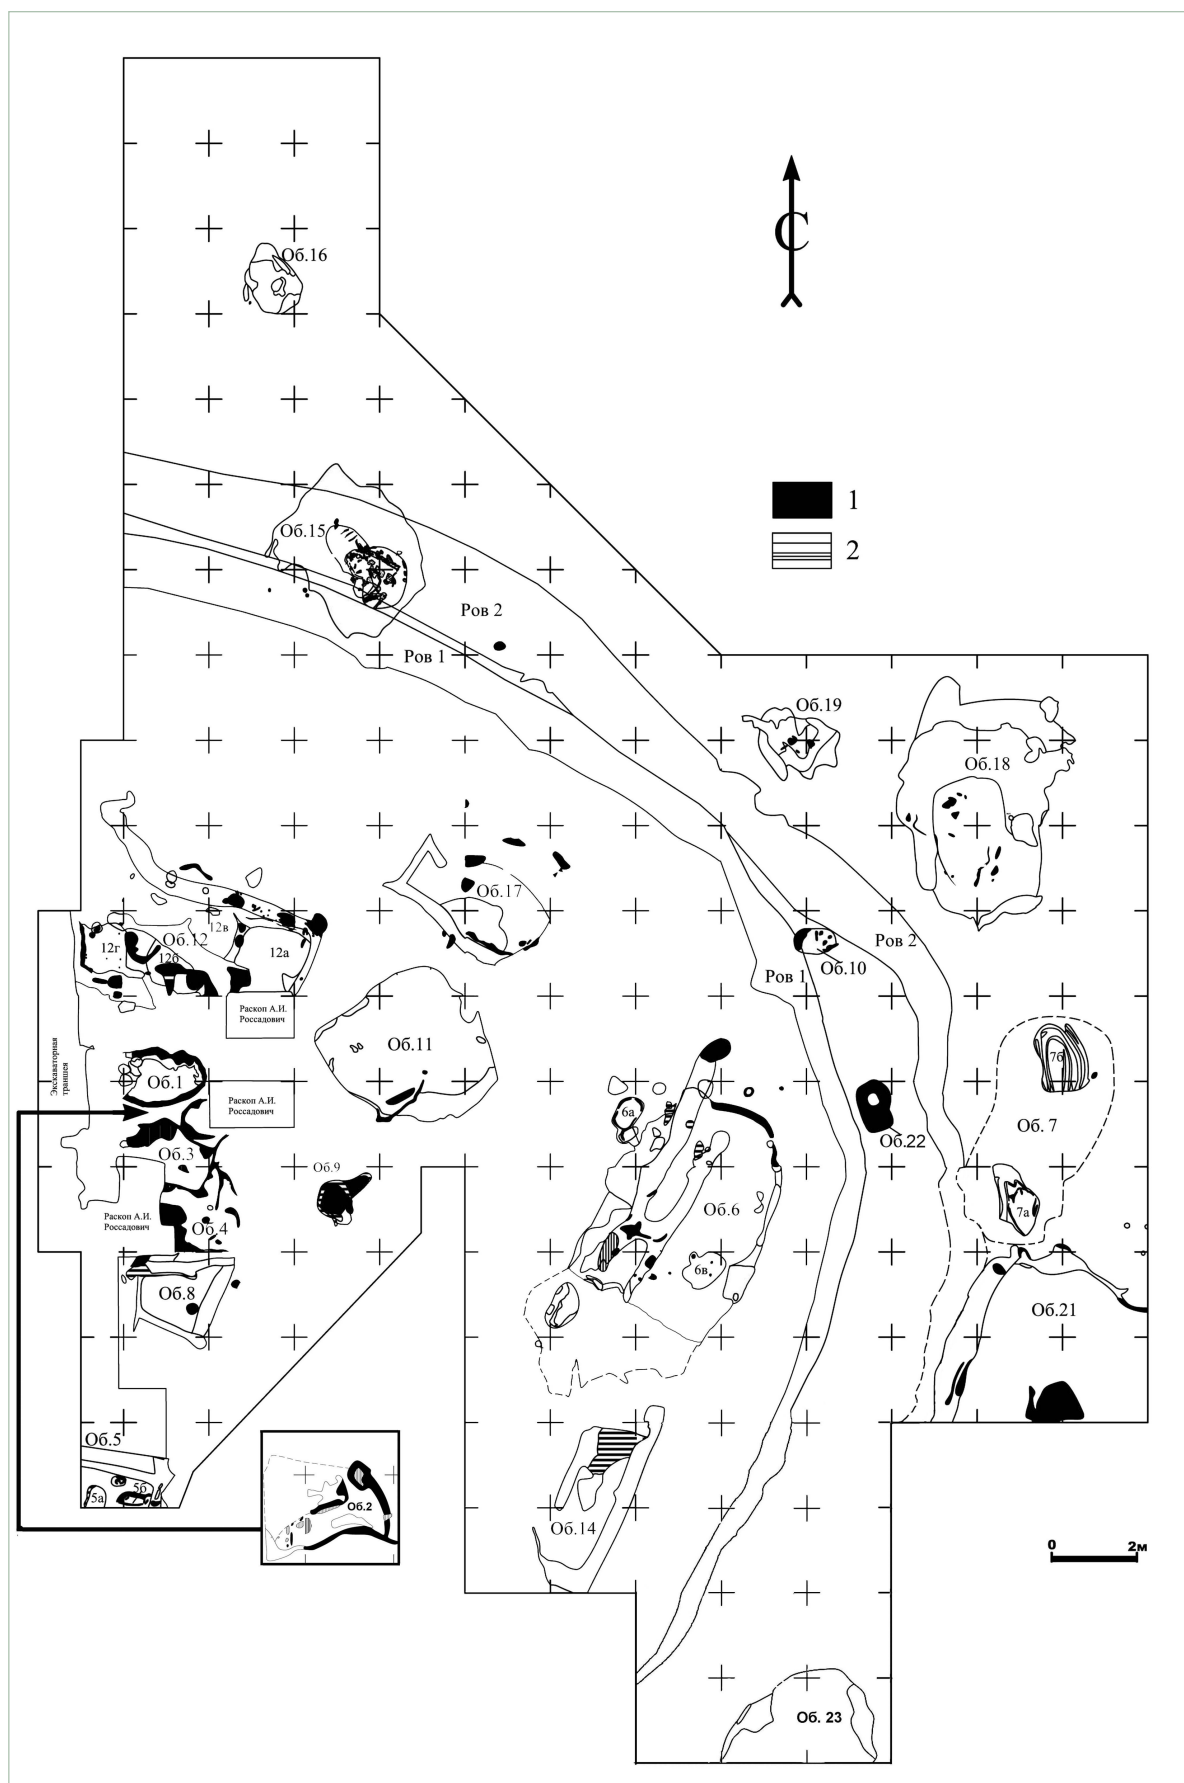 Об.16
С
1
2
Об.15
Ров 2
Ров 1
Об.19
Об.18
Об.17
12в
Об.12
12г
12б
12а
Ров 2
Об.10
Ров 1
Раскоп А.И.
Россадович
Об.11
Экскаваторная
траншея
Об.1
7б
Раскоп А.И.
Россадович
6а
Об.7
Об.22
Об.3
Об.9
Раскоп А.И.
Россадович
Об.4
Об.6
7а
6в
Об.8
Об.21
Об.5
5а
5б
Об.2
Об.14
0
2м
Об. 23